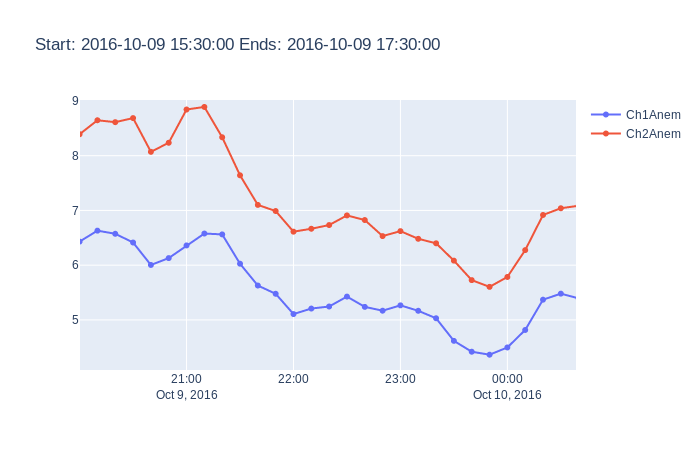 Start: 2016-10-09 15:30:00 Ends: 2016-10-09 17:30:00
Ch1Anem
Ch2Anem
9
8
7
6
5
21:00
Oct 9, 2016
22:00
23:00
00:00
Oct 10, 2016